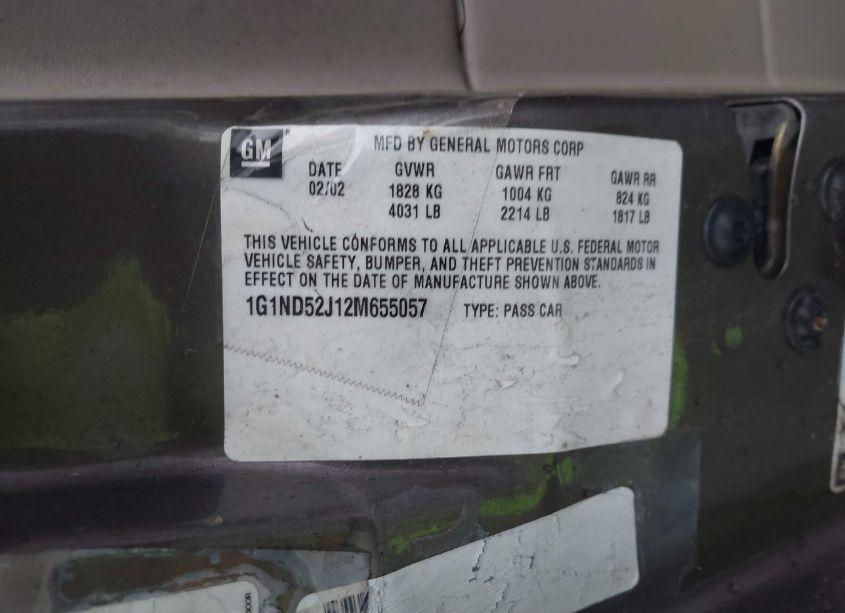 GM
MFD BY GENERAL MOTORS CORP
DATE GVWR GAWR FRT GAWR RR
02/02 1828 KG 1004 KG 824 KG
4031 LB 2214 LB 1817 LB
THIS VEHICLE CONFORMS TO ALL APPLICABLE U.S. FEDERAL MOTOR
VEHICLE SAFETY, BUMPER, AND THEFT PREVENTION STANDARDS IN
EFFECT ON THE DATE OF MANUFACTURE SHOWN ABOVE.
1G1ND52J12M655057 TYPE: PASS CAR
DOOR